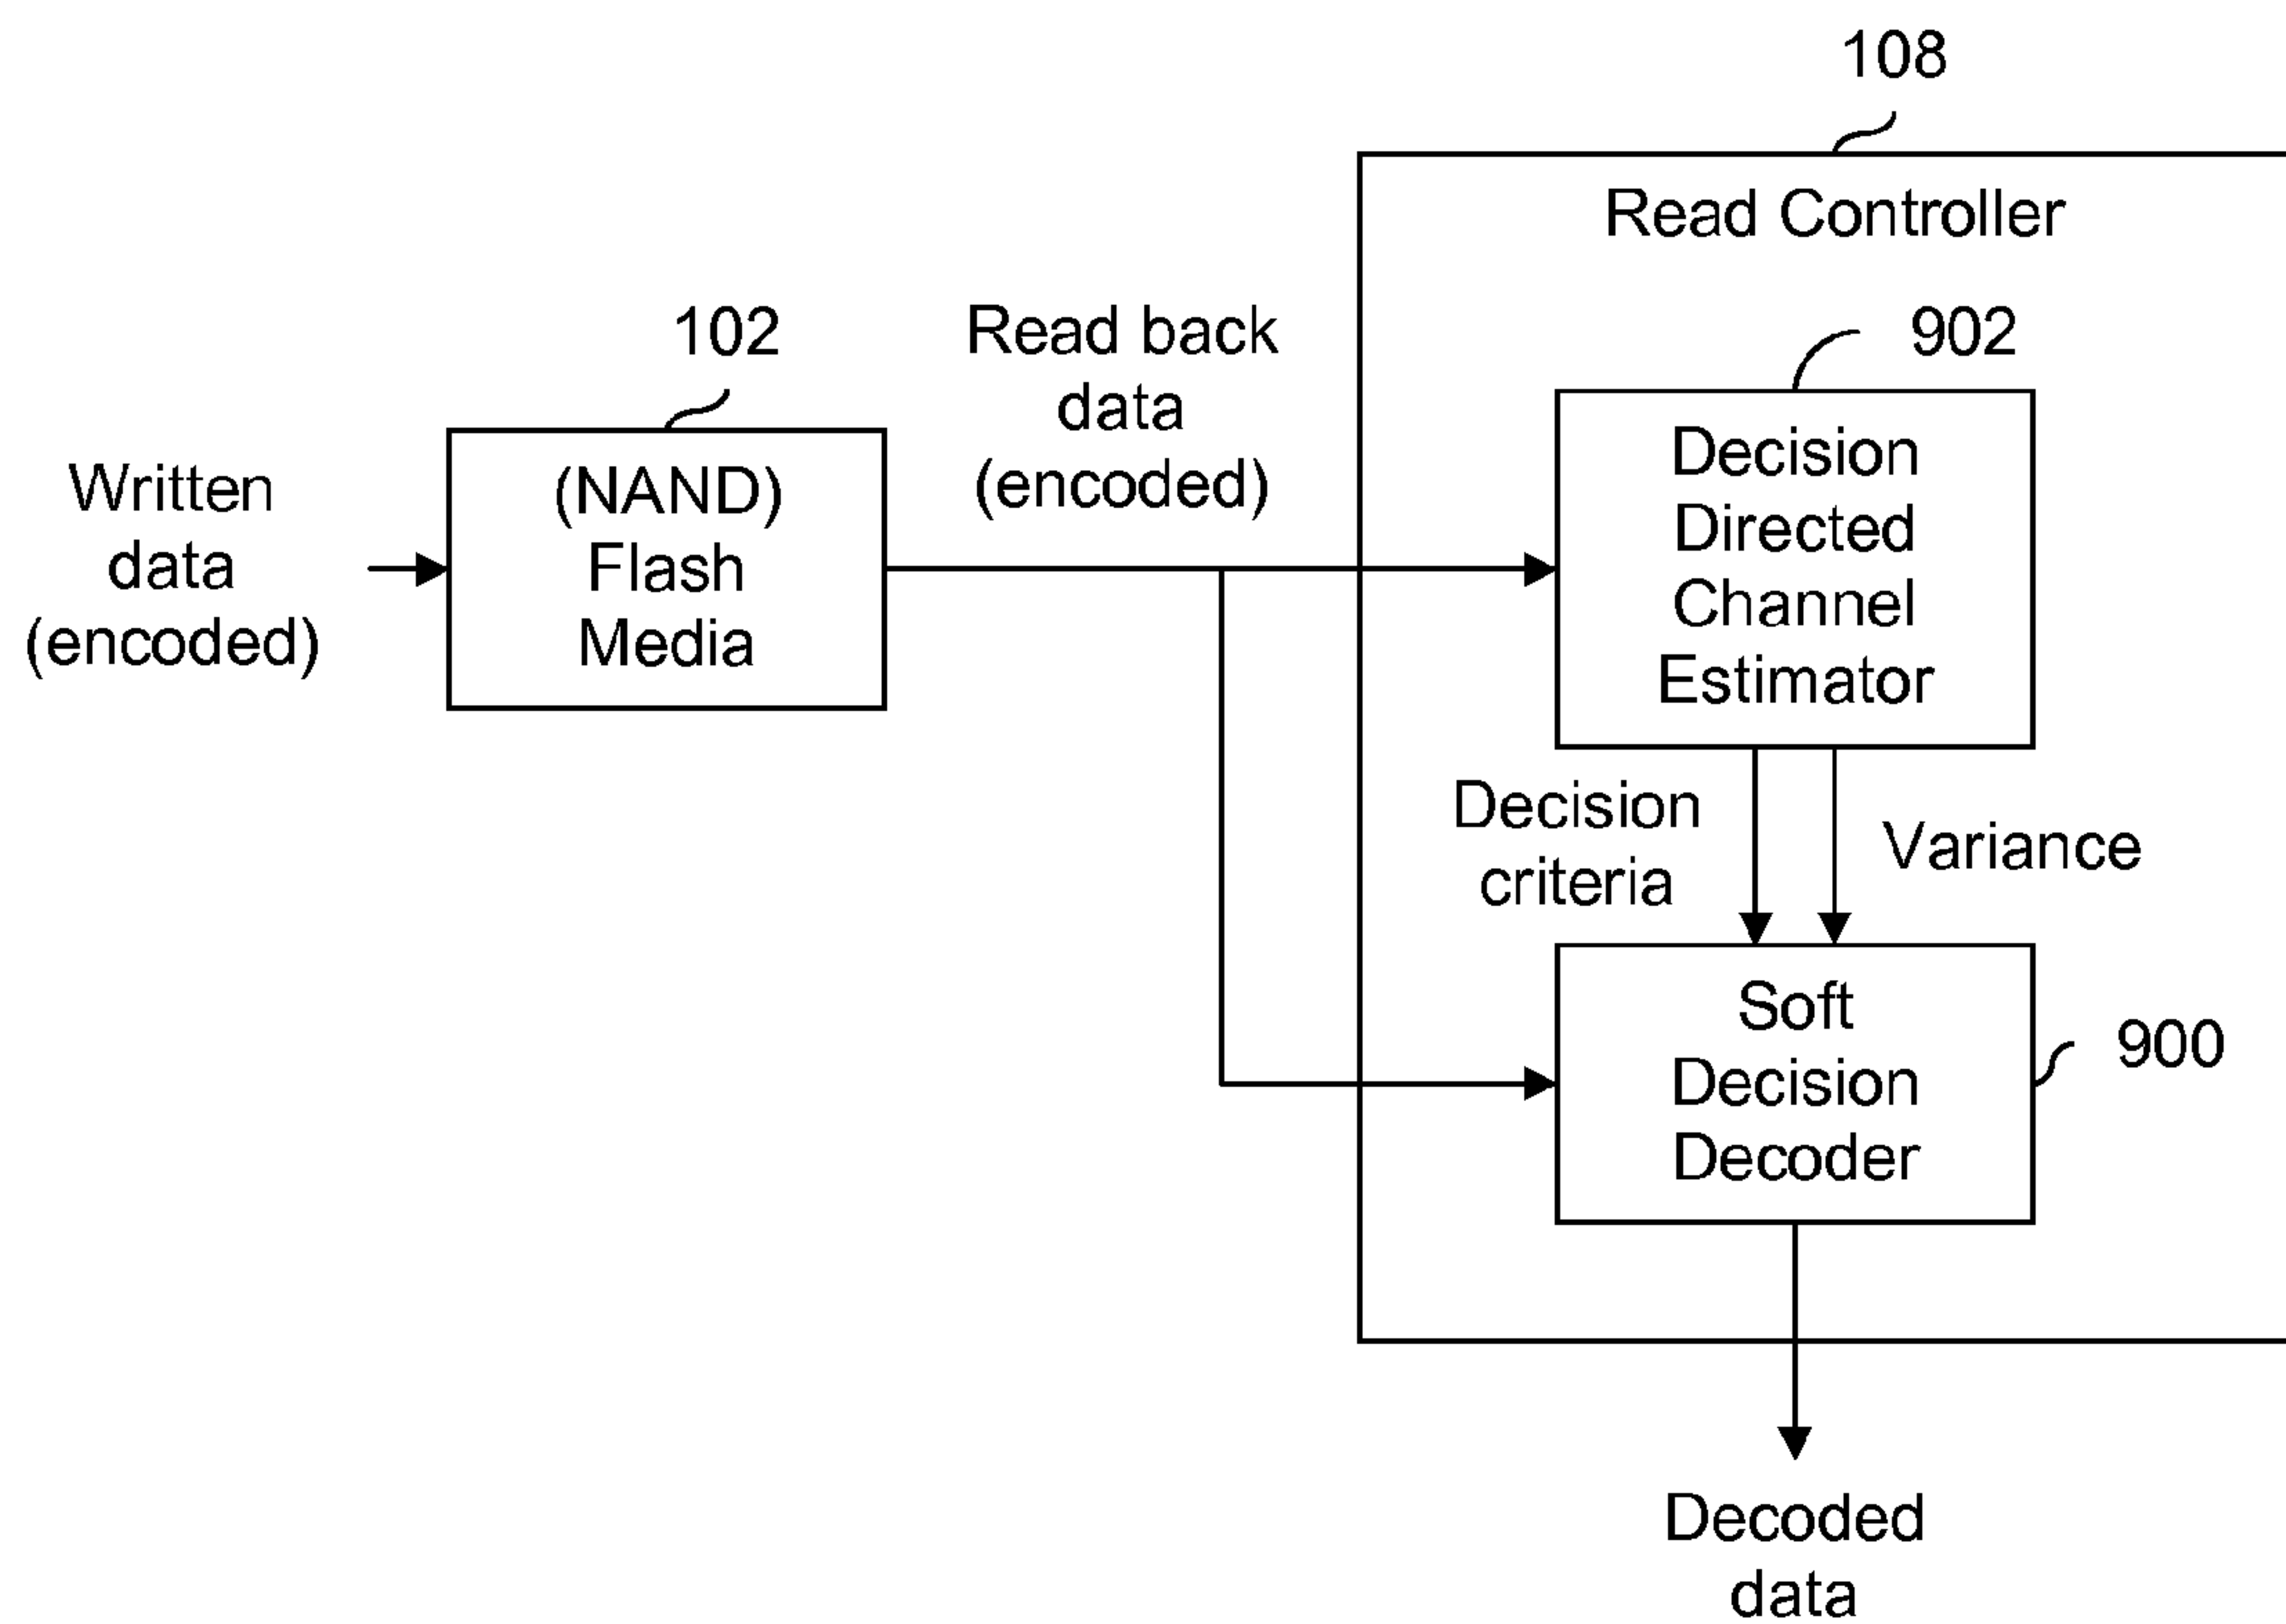 108
Read Controller
102
Read back
data
(encoded)
902
Written
data
(encoded)
(NAND)
Flash
Media
Decision
Directed
Channel
Estimator
Decision
criteria
Variance
Soft
Decision
Decoder
900
Decoded
data